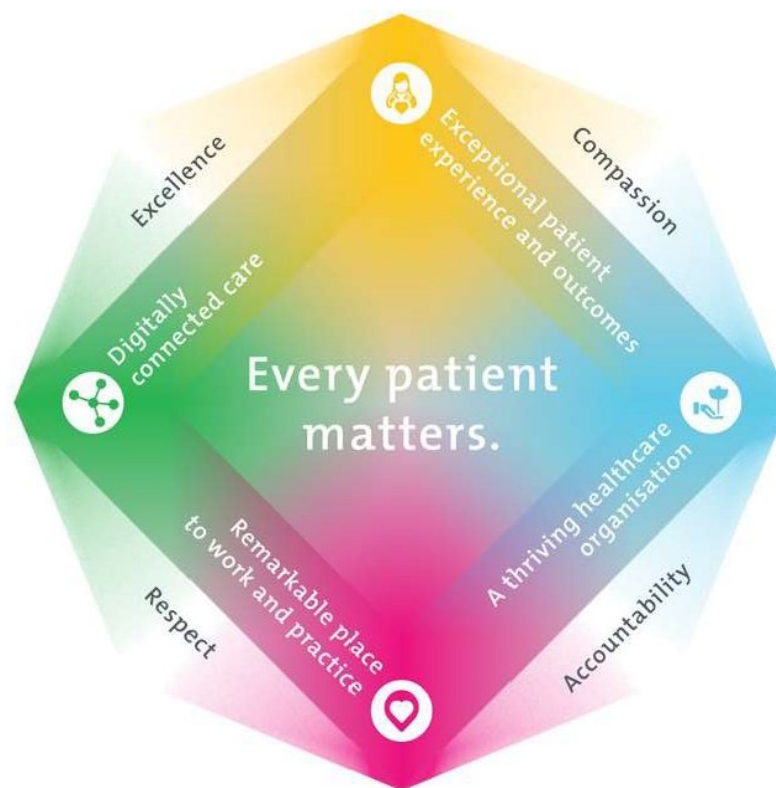 Excellence
Compassion
Exceptional patient
experience and outcomes
Digitally
connected care
Every patient
matters.
A thriving healthcare
organisation
Remarkable place
to work and practice
Respect
Accountability